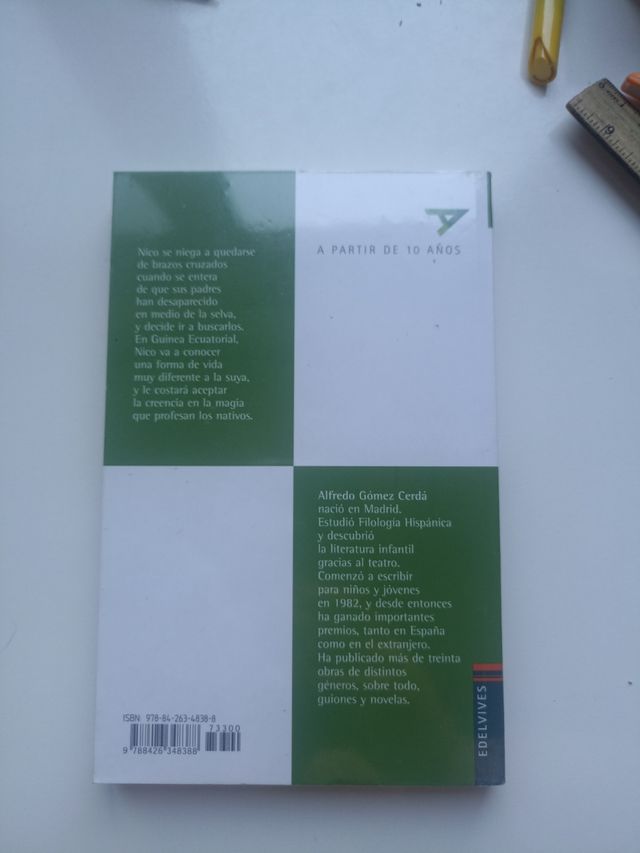 Nico se niega a quedarse
de brazos cruzados
cuando se entera
de que sus padres
han desaparecido
en medio de la selva,
y decide ir a buscarlos.
En Guinea Ecuatorial,
Nico va a conocer
una forma de vida
muy diferente a la suya,
y le costará aceptar
la creencia en la magia
que profesan los nativos.
A PARTIR DE 10 AÑOS
Alfredo Gómez Cerdá
nació en Madrid.
Estudió Filología Hispánica
y descubrió
la literatura infantil
gracias al teatro.
Comenzó a escribir
para niños y jóvenes
en 1982, y desde entonces
ha ganado importantes
premios, tanto en España
como en el extranjero.
Ha publicado más de treinta
obras de distintos
géneros, sobre todo,
guiones y novelas.
ISBN 978-84-263-4838-8
73300
9 788426 348388
EDELVIVES